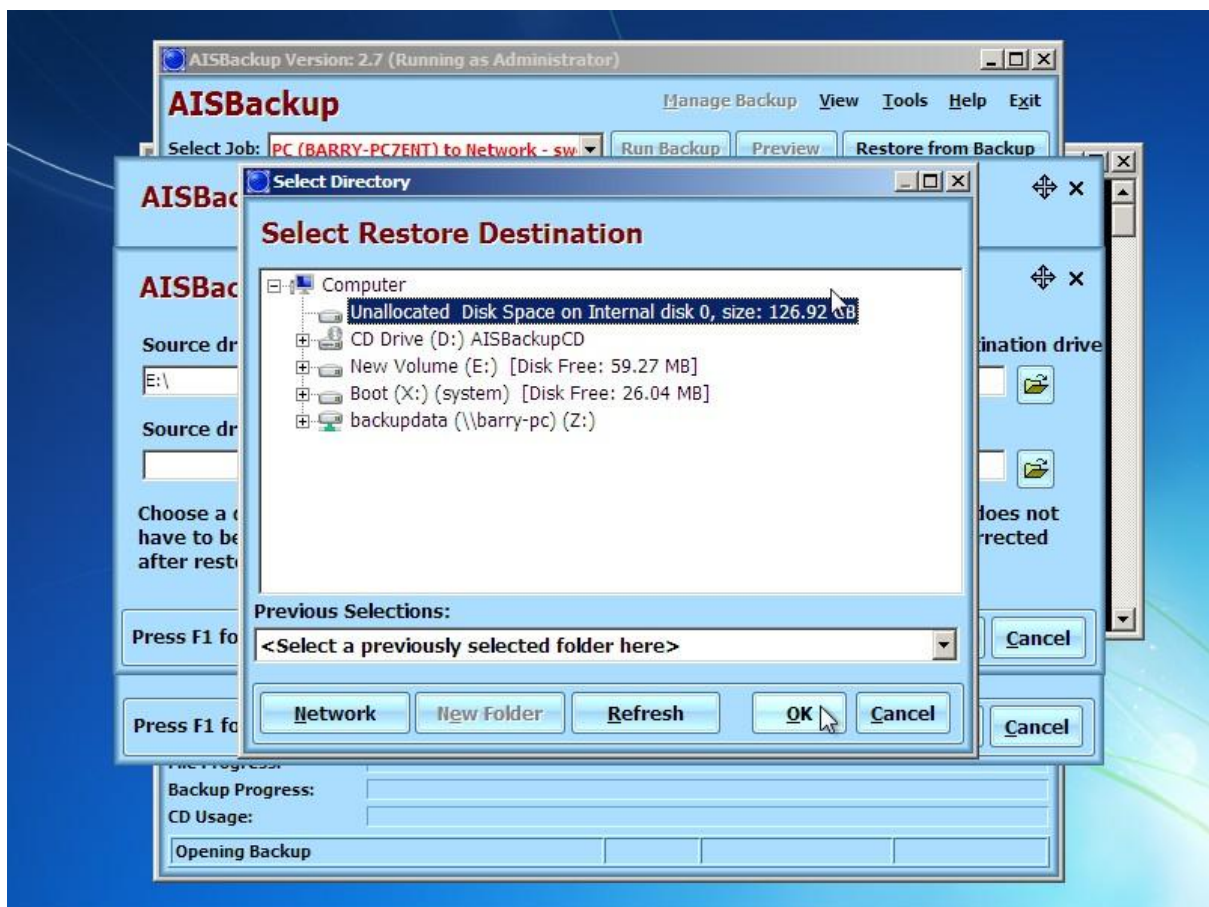 AISBackup Version: 2.7 (Running as Administrator)
AISBackup
Manage Backup View Tools Help Exit
Select Job: PC (BARRY-PC7ENT) to Network - sw Run Backup Preview Restore from Backup
AISBac
Select Directory
Select Restore Destination
Computer
Unallocated Disk Space on Internal disk 0, size: 126.92 GB
CD Drive (D:) AISBackupCD
New Volume (E:) [Disk Free: 59.27 MB]
Boot (X:) (system) [Disk Free: 26.04 MB]
backupdata (\\barry-pc) (Z:)
Previous Selections:
<Select a previously selected folder here>
Network New Folder Refresh OK Cancel
AISBac
Source dr
ination drive
E:\
Source dr
Choose a
does not
have to be
rrected
after rest
Press F1 fo
Cancel
Press F1 fo
Cancel
File Progress:
Backup Progress:
CD Usage:
Opening Backup